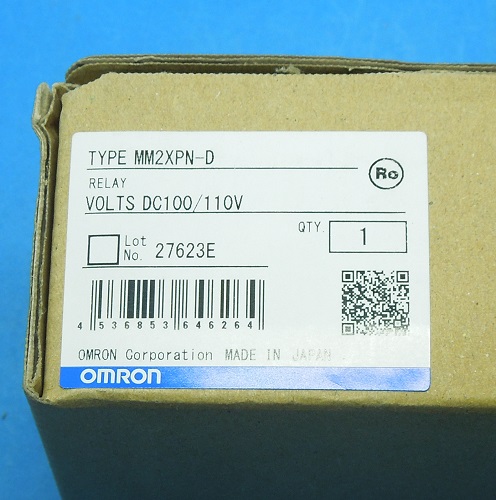 TYPE MM2XPN-D
RELAY
Ro
VOLTS DC100/110V
QTY. 1
Lot No. 27623E
4 536853 646264
OMRON Corporation MADE IN JAPAN
OMRON